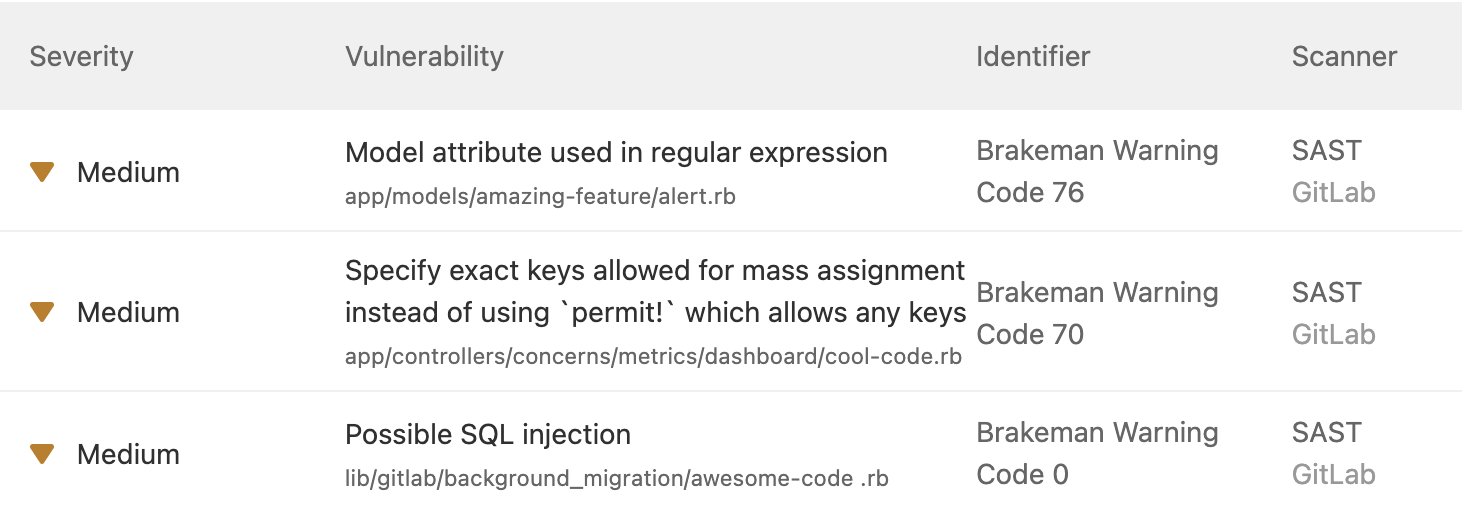 Severity Vulnerability Identifier Scanner
Medium
Model attribute used in regular expression
app/models/amazing-feature/alert.rb
Brakeman Warning
Code 76
SAST
GitLab
Medium
Specify exact keys allowed for mass assignment
instead of using `permit!` which allows any keys
app/controllers/concerns/metrics/dashboard/cool-code.rb
Brakeman Warning
Code 70
SAST
GitLab
Medium
Possible SQL injection
lib/gitlab/background_migration/awesome-code .rb
Brakeman Warning
Code 0
SAST
GitLab